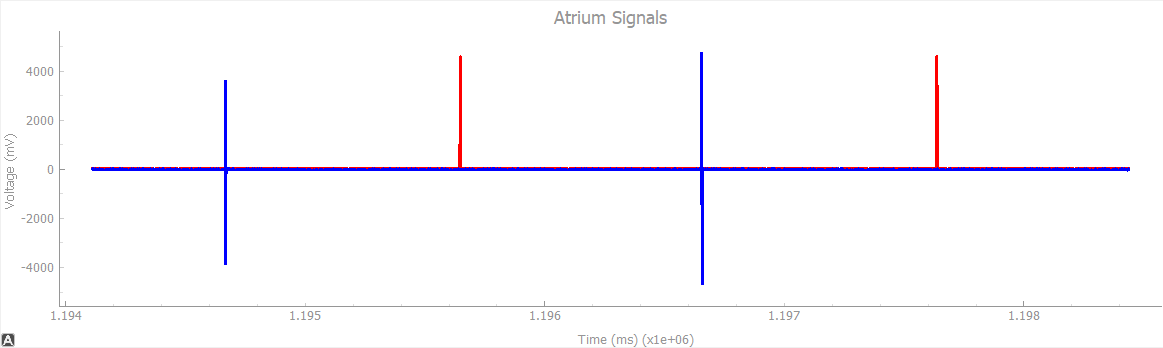 Atrium Signals
Voltage (mV)
4000
2000
0
-2000
-4000
1.194
1.195
1.196
1.197
1.198
Time (ms) (x1e+06)
A